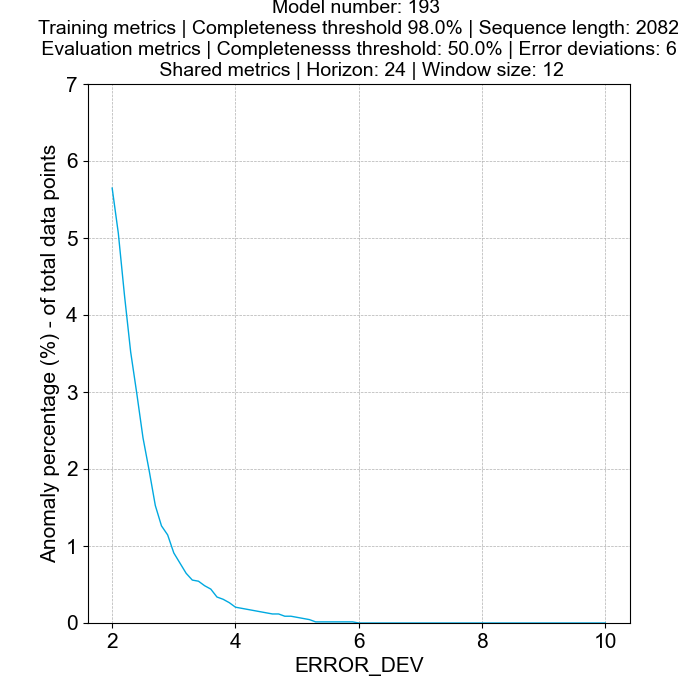 Model number: 193
Training metrics | Completeness threshold 98.0% | Sequence length: 2082
Evaluation metrics | Completenesss threshold: 50.0% | Error deviations: 6
Shared metrics | Horizon: 24 | Window size: 12
7
6
5
4
3
2
1
0
Anomaly percentage (%) - of total data points
2 4 6 8 10
ERROR_DEV